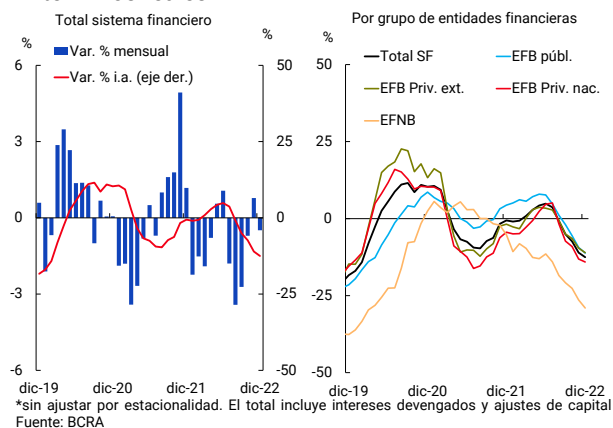 Total sistema financiero
%
%
Var. % mensual
Var. % i.a. (eje der.)
6
3
0
-3
-6
50
25
0
-25
-50
dic-19
dic-20
dic-21
dic-22
Por grupo de entidades financieras
%
Total SF
EFB públ.
EFB Priv. ext.
EFB Priv. nac.
EFNB
50
25
0
-25
-50
dic-19
dic-20
dic-21
dic-22
*sin ajustar por estacionalidad. El total incluye intereses devengados y ajustes de capital
Fuente: BCRA